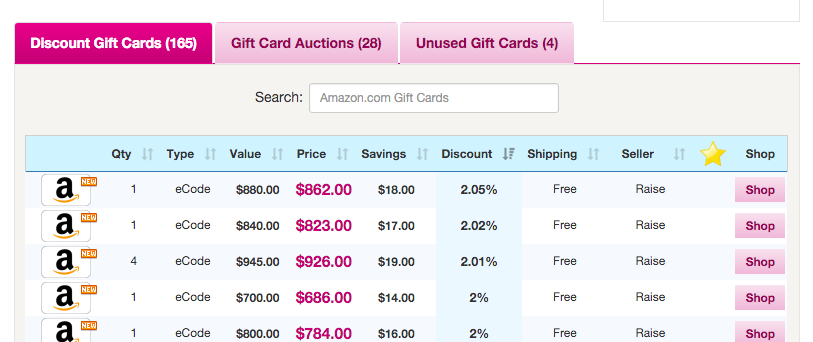 Discount Gift Cards (165) Gift Card Auctions (28) Unused Gift Cards (4)
Search: Amazon.com Gift Cards
Qty Type Value Price Savings Discount Shipping Seller Shop
a NEW 1 eCode $880.00 $862.00 $18.00 2.05% Free Raise Shop
a NEW 1 eCode $840.00 $823.00 $17.00 2.02% Free Raise Shop
a NEW 4 eCode $945.00 $926.00 $19.00 2.01% Free Raise Shop
a NEW 1 eCode $700.00 $686.00 $14.00 2% Free Raise Shop
a NEW 1 eCode $800.00 $784.00 $16.00 2% Free Raise Shop